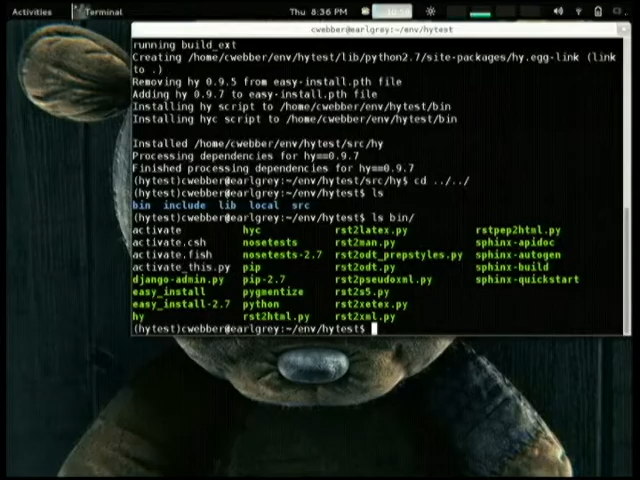 Activities Terminal Thu 8:36 PM
cwebber@earlgrey:~/env/hytest
running build_ext
Creating /home/cwebber/env/hytest/lib/python2.7/site-packages/hy.egg-link (link
to .)
Removing hy 0.9.5 from easy-install.pth file
Adding hy 0.9.7 to easy-install.pth file
Installing hy script to /home/cwebber/env/hytest/bin
Installing hyc script to /home/cwebber/env/hytest/bin
Installed /home/cwebber/env/hytest/src/hy
Processing dependencies for hy==0.9.7
Finished processing dependencies for hy==0.9.7
(hytest)cwebber@earlgrey:~/env/hytest/src/hy$ cd ../../
(hytest)cwebber@earlgrey:~/env/hytest$ ls
bin include lib local src
(hytest)cwebber@earlgrey:~/env/hytest$ ls bin/
activate hyc rst2latex.py rstpep2html.py
activate.csh nosetests rst2man.py sphinx-apidoc
activate.fish nosetests-2.7 rst2odt_prepstyles.py sphinx-autogen
activate_this.py pip rst2odt.py sphinx-build
django-admin.py pip-2.7 rst2pseudoxml.py sphinx-quickstart
easy_install pygmentize rst2s5.py
easy_install-2.7 python rst2xetex.py
hy rst2html.py rst2xml.py
(hytest)cwebber@earlgrey:~/env/hytest$